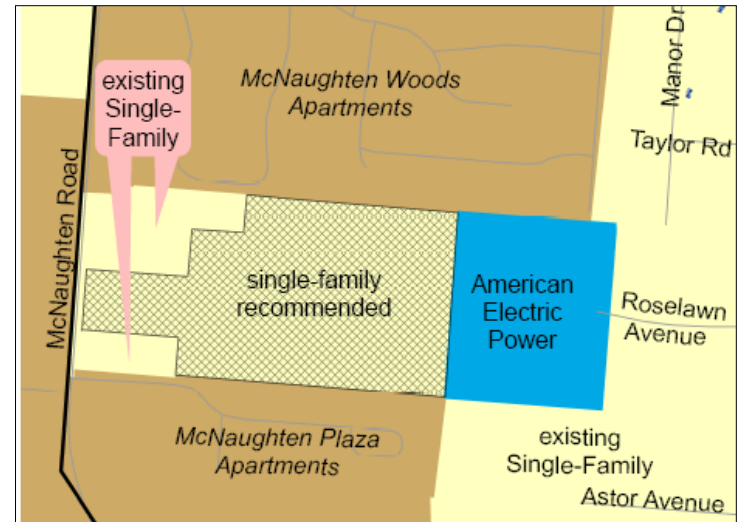 existing
Single-
Family
McNaughten Woods
Apartments
Manor Dr
Taylor Rd
McNaughten Road
single-family
recommended
American
Electric
Power
Roselawn
Avenue
McNaughten Plaza
Apartments
existing
Single-Family
Astor Avenue